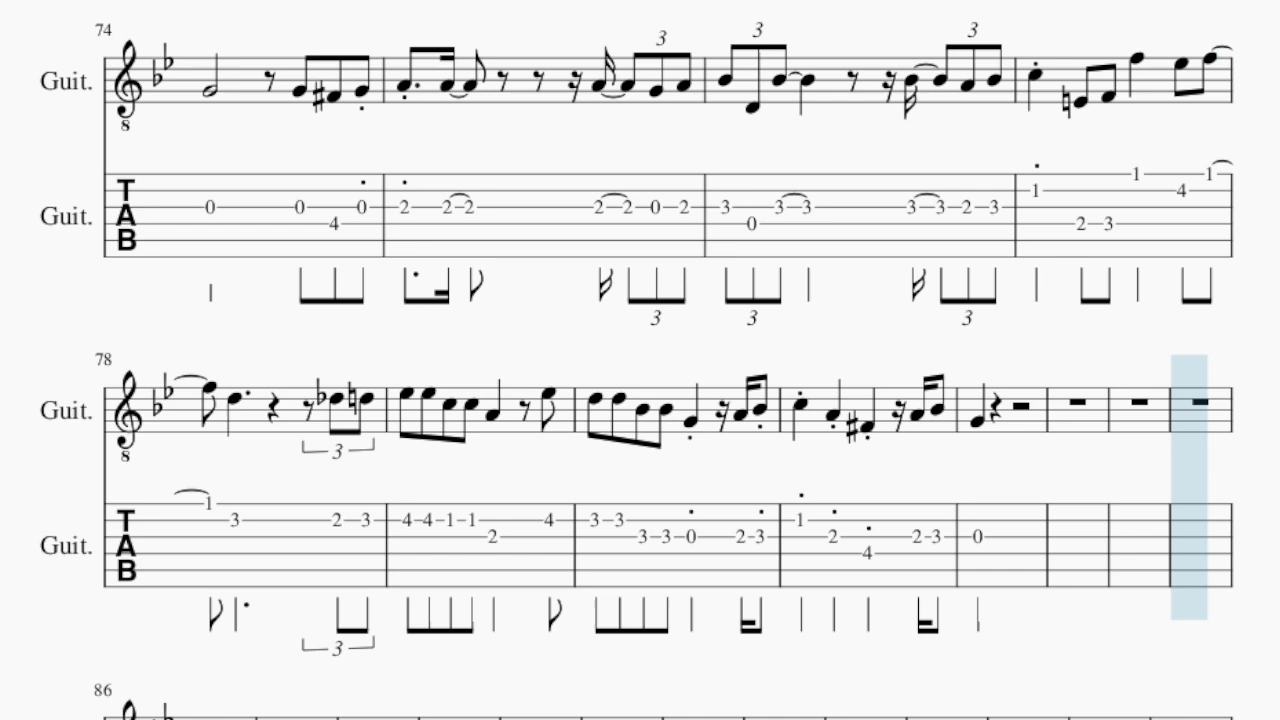 74
3 3 3
Guit.
8
T A B
Guit.
0 0 4 0 2 2 2 2 2 0 2 3 0 3 3 3 3 2 3 1 2 3 1 4 1
3 3 3
78
Guit.
8
3
T A B
Guit.
1 3 2 3 4 4 1 1 2 4 3 3 3 3 0 2 3 1 2 4 2 3 0
3
86